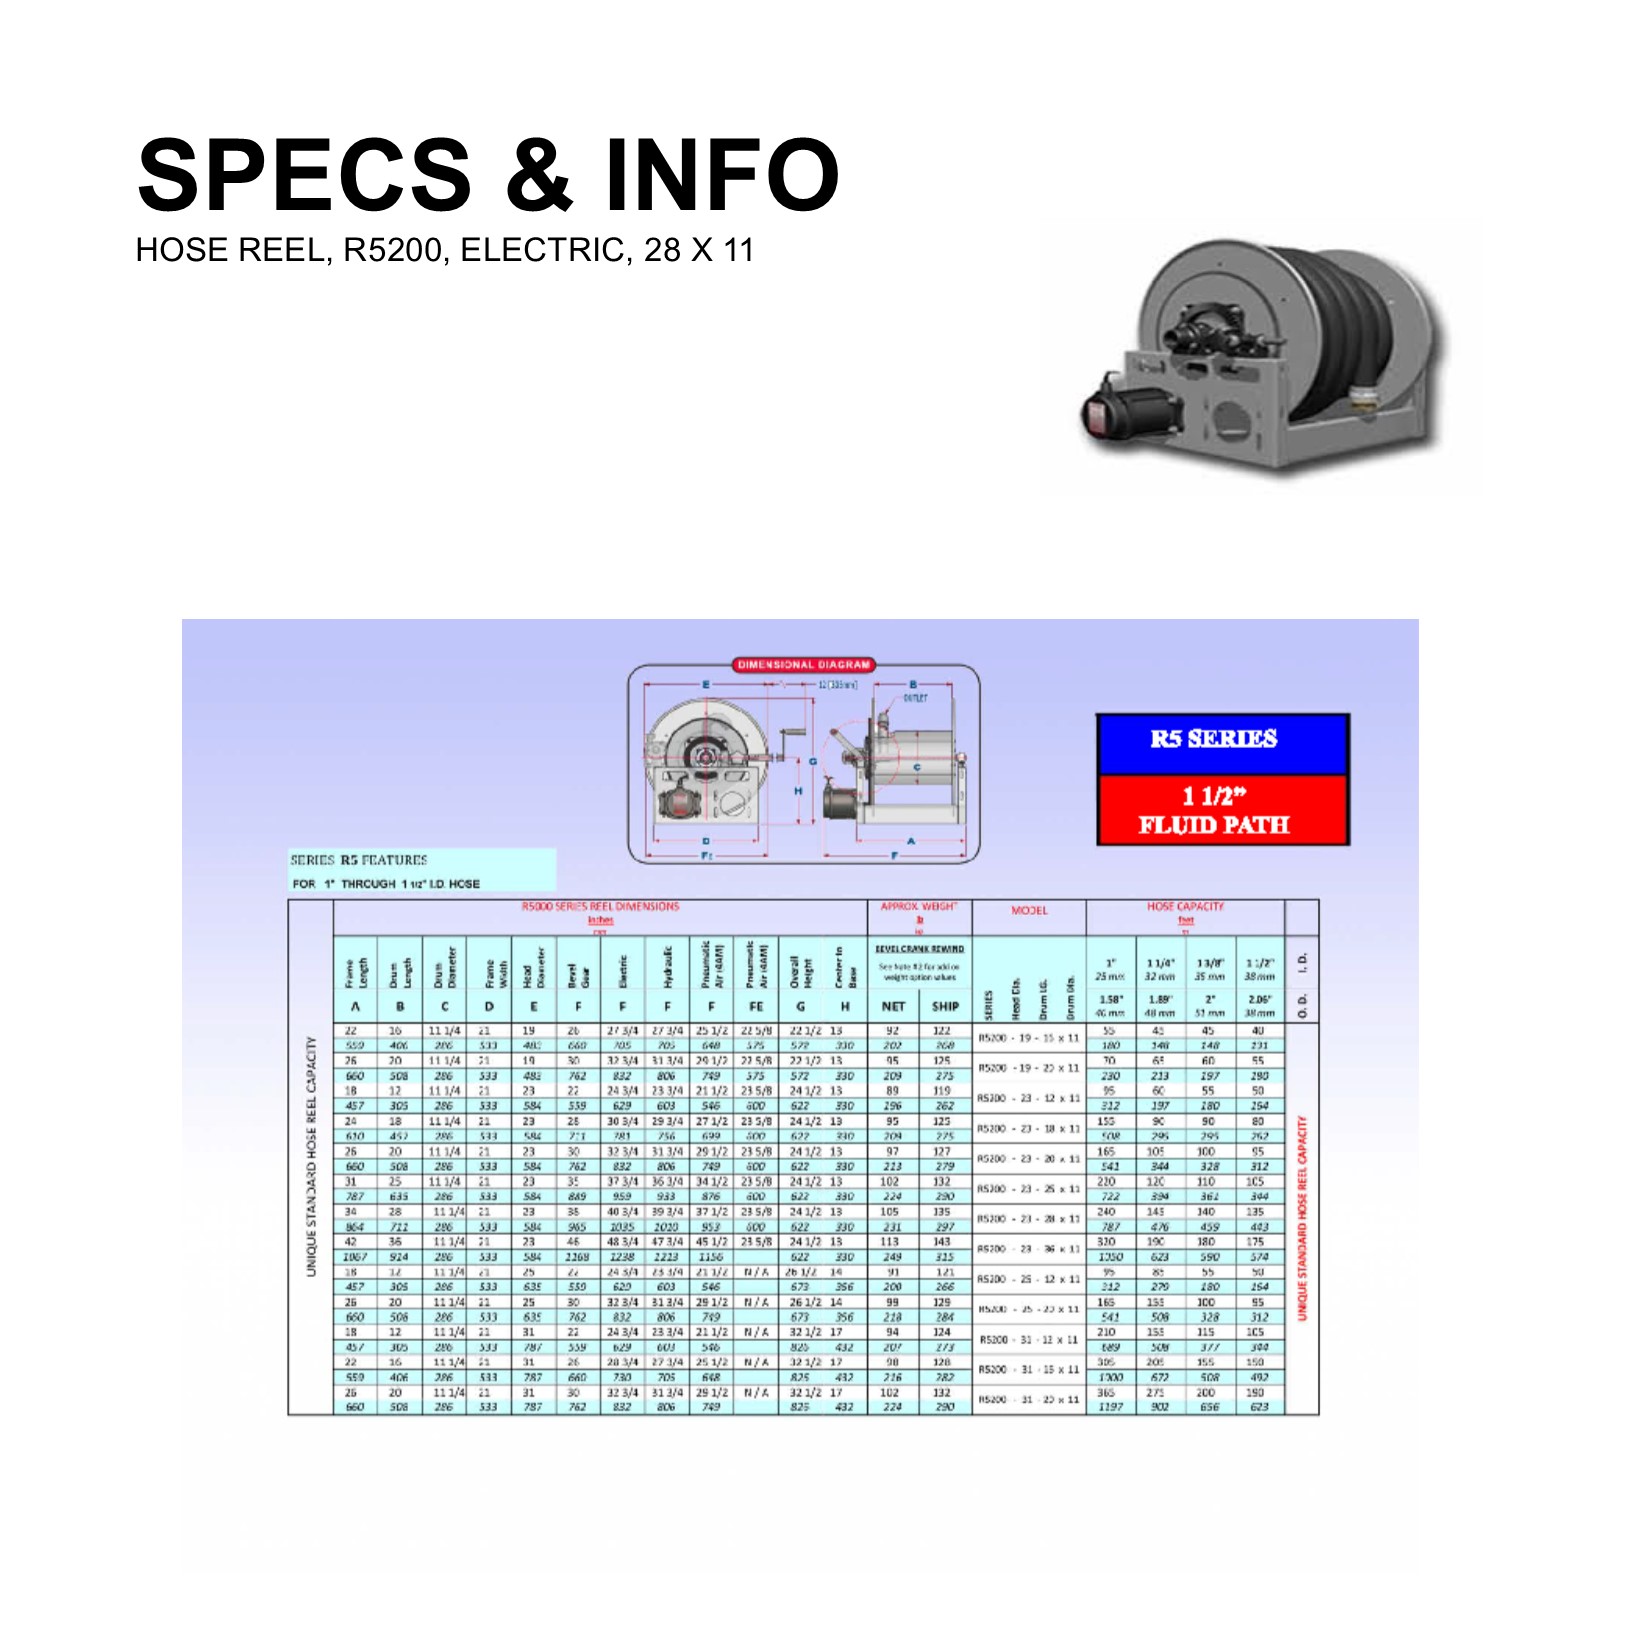 SPECS & INFO
HOSE REEL, R5200, ELECTRIC, 28 X 11
DIMENSIONAL DIAGRAM
E
B
OUTLET
G
H
C
D
A
F
R5 SERIES
1 1/2"
FLUID PATH
SERIES R5 FEATURES
FOR 1" THROUGH 1 1/2" I.D. HOSE
R5000 SERIES REEL DIMENSIONS APPROX. WEIGHT MODEL HOSE CAPACITY
inches lb feet
UNIQUE STANDARD HOSE REEL CAPACITY
Frame Length Drum Length Drum Diameter Frame Width Head Diameter Bevel Gear Electric Hydraulic Pneumatic Air (4AM) Pneumatic Air (4AM) Overall Height Center to Base
BEVEL CRANK REWIND
See Note #2 for add on
weight option values
SERIES Head Dia. Drum LG. Drum Dia.
1" 1 1/4" 1 3/8" 1 1/2" I. D.
25 mm 32 mm 35 mm 38 mm
A B C D E F F F F FE G H NET SHIP
1.58" 1.89" 2" 2.06" O. D.
48 mm 51 mm 38 mm
22 16 11 1/4 21 19 26 27 3/4 27 3/4 25 1/2 22 5/8 22 1/2 13 92 122 R5200 - 19 - 15 x 11 55 45 45 40
559 406 286 533 483 660 705 705 648 575 572 330 202 268 180 148 148 131
26 20 11 1/4 21 19 30 32 3/4 31 3/4 29 1/2 22 5/8 22 1/2 13 95 125 R5200 - 19 - 20 x 11 70 65 60 55
660 508 286 533 483 762 832 806 749 575 572 330 209 275 230 213 197 180
18 12 11 1/4 21 23 22 24 3/4 23 3/4 21 1/2 23 5/8 24 1/2 13 89 119 R5200 - 23 - 12 x 11 95 60 55 50
457 305 286 533 584 559 629 603 546 600 622 330 196 262 312 197 180 164
24 18 11 1/4 21 23 28 30 3/4 29 3/4 27 1/2 23 5/8 24 1/2 13 95 125 R5200 - 23 - 18 x 11 155 90 90 80
610 457 286 533 584 711 781 756 699 600 622 330 209 275 508 295 295 262
26 20 11 1/4 21 23 30 32 3/4 31 3/4 29 1/2 23 5/8 24 1/2 13 97 127 R5200 - 23 - 20 x 11 165 105 100 95
660 508 286 533 584 762 832 806 749 600 622 330 213 279 541 344 328 312
31 25 11 1/4 21 23 35 37 3/4 36 3/4 34 1/2 23 5/8 24 1/2 13 102 132 R5200 - 23 - 25 x 11 220 120 110 105
787 635 286 533 584 889 959 933 876 600 622 330 224 290 722 394 361 344
34 28 11 1/4 21 23 38 40 3/4 39 3/4 37 1/2 23 5/8 24 1/2 13 105 135 R5200 - 23 - 28 x 11 240 145 140 135
864 711 286 533 584 965 1035 1010 953 600 622 330 231 297 787 476 459 443
42 36 11 1/4 21 23 46 48 3/4 47 3/4 45 1/2 23 5/8 24 1/2 13 113 143 R5200 - 23 - 36 x 11 320 190 180 175
1067 914 286 533 584 1168 1238 1213 1156 622 330 249 315 1050 623 590 574
18 12 11 1/4 21 25 22 24 3/4 23 3/4 21 1/2 N/A 26 1/2 14 91 121 R5200 - 25 - 12 x 11 95 85 55 50
457 305 286 533 635 559 629 603 546 673 356 200 266 312 279 180 164
26 20 11 1/4 21 25 30 32 3/4 31 3/4 29 1/2 N/A 26 1/2 14 99 129 R5200 - 25 - 20 x 11 165 155 100 95
660 508 286 533 635 762 832 806 749 673 356 218 284 541 508 328 312
18 12 11 1/4 21 31 22 24 3/4 23 3/4 21 1/2 N/A 32 1/2 17 94 124 R5200 - 31 - 12 x 11 210 155 115 105
457 305 286 533 787 559 629 603 546 826 432 207 273 689 508 377 344
22 16 11 1/4 21 31 26 28 3/4 27 3/4 25 1/2 N/A 32 1/2 17 98 128 R5200 - 31 - 15 x 11 305 205 155 150
559 406 286 533 787 660 730 705 648 825 432 216 282 1000 672 508 492
26 20 11 1/4 21 31 30 32 3/4 31 3/4 29 1/2 N/A 32 1/2 17 102 132 R5200 - 31 - 20 x 11 365 275 200 190
660 508 286 533 787 762 832 806 749 826 432 224 290 1197 902 656 623
UNIQUE STANDARD HOSE REEL CAPACITY